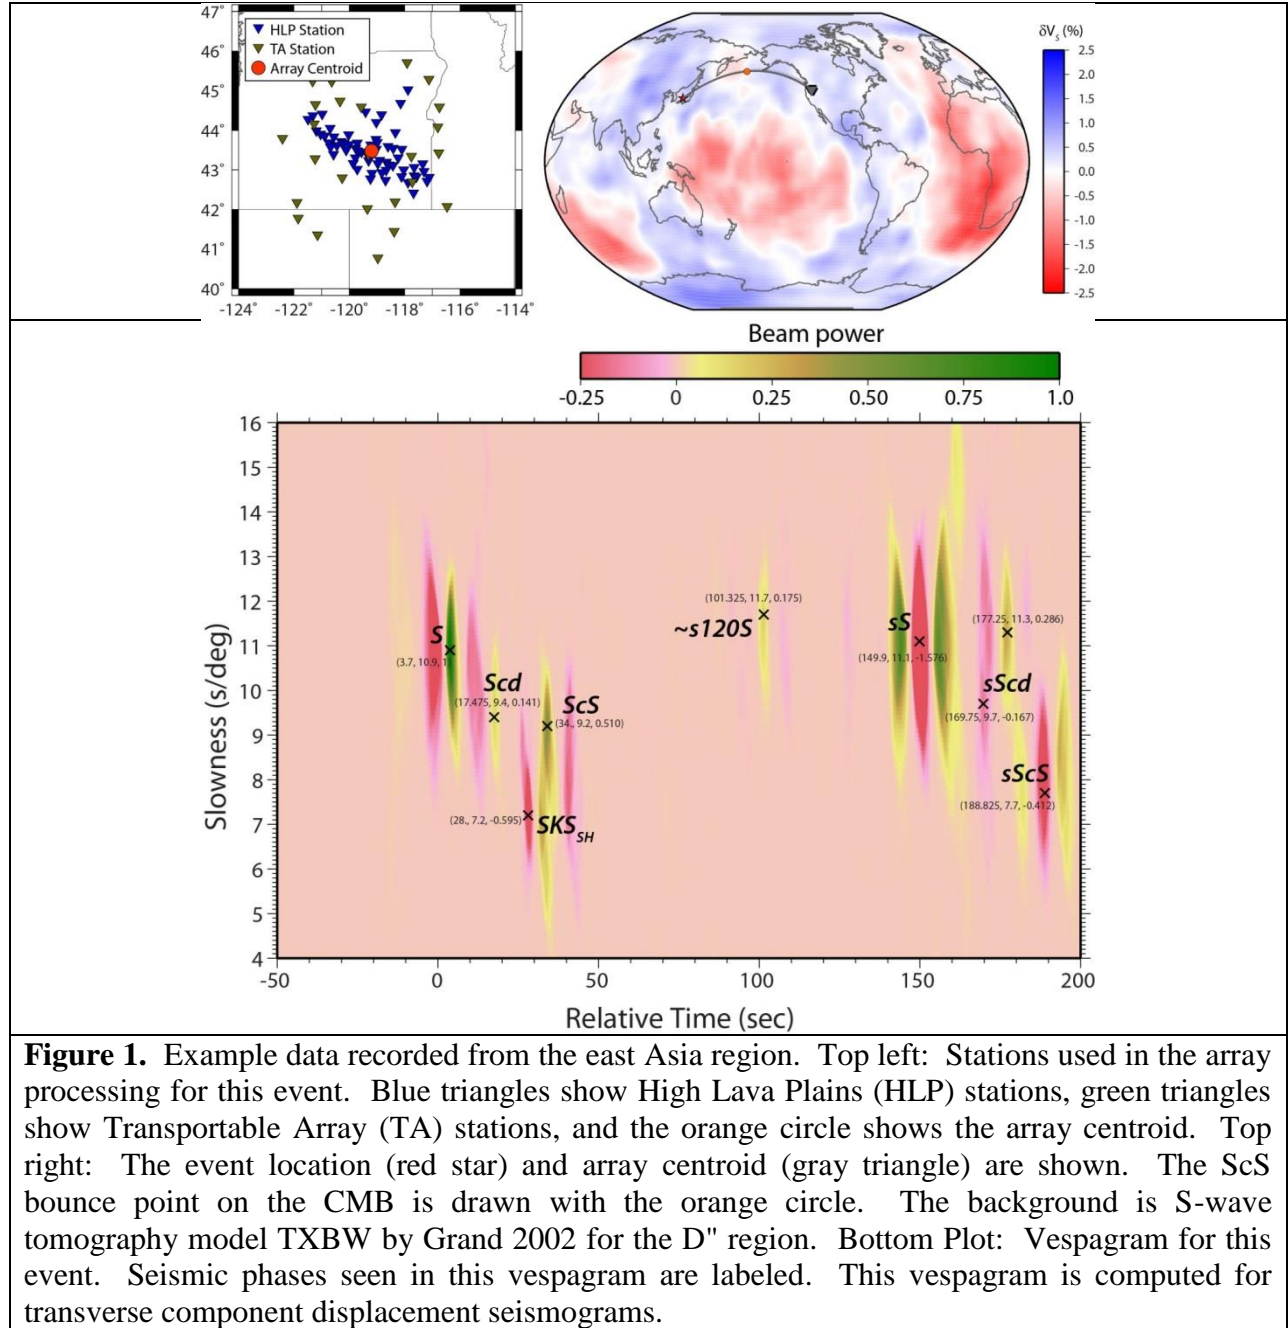 47°
46°
45°
44°
43°
42°
41°
40°
-124° -122° -120° -118° -116° -114°
HLP Station
TA Station
Array Centroid
δVS (%)
2.5
2.0
1.5
1.0
0.5
0.0
-0.5
-1.0
-1.5
-2.0
-2.5
Beam power
-0.25 0 0.25 0.50 0.75 1.0
Slowness (s/deg)
16
15
14
13
12
11
10
9
8
7
6
5
4
S
(3.7, 10.9, 1
Scd
(17.475, 9.4, 0.141)
ScS
(34., 9.2, 0.510)
(28., 7.2, -0.595)
SKSSH
(101.325, 11.7, 0.175)
~s120S
sS
(149.9, 11.1, -1.576)
(177.25, 11.3, 0.286)
sScd
(169.75, 9.7, -0.167)
sScS
(188.825, 7.7, -0.412)
-50 0 50 100 150 200
Relative Time (sec)
Figure 1. Example data recorded from the east Asia region. Top left: Stations used in the array
processing for this event. Blue triangles show High Lava Plains (HLP) stations, green triangles
show Transportable Array (TA) stations, and the orange circle shows the array centroid. Top
right: The event location (red star) and array centroid (gray triangle) are shown. The ScS
bounce point on the CMB is drawn with the orange circle. The background is S-wave
tomography model TXBW by Grand 2002 for the D" region. Bottom Plot: Vespagram for this
event. Seismic phases seen in this vespagram are labeled. This vespagram is computed for
transverse component displacement seismograms.